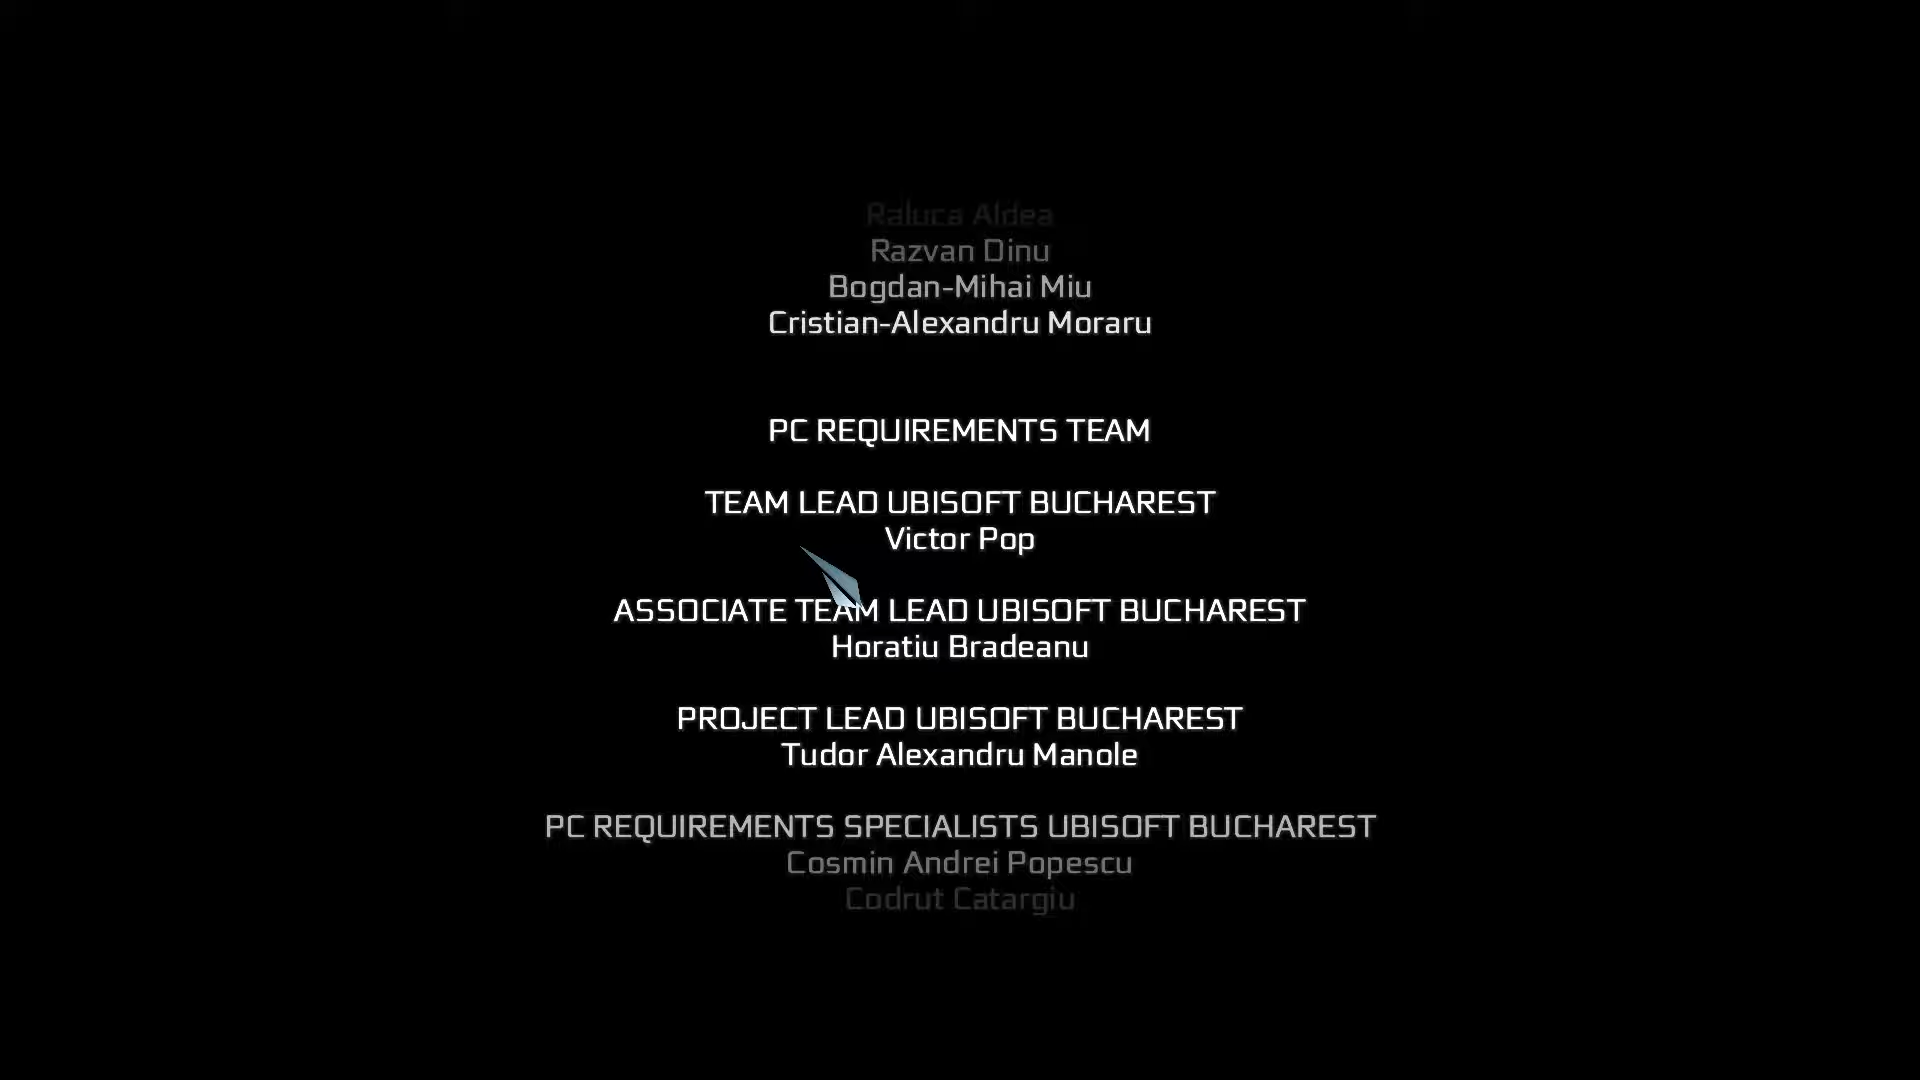 Raluca Aldea
Razvan Dinu
Bogdan-Mihai Miu
Cristian-Alexandru Moraru
PC REQUIREMENTS TEAM
TEAM LEAD UBISOFT BUCHAREST
Victor Pop
ASSOCIATE TEAM LEAD UBISOFT BUCHAREST
Horatiu Bradeanu
PROJECT LEAD UBISOFT BUCHAREST
Tudor Alexandru Manole
PC REQUIREMENTS SPECIALISTS UBISOFT BUCHAREST
Cosmin Andrei Popescu
Codrut Catargiu